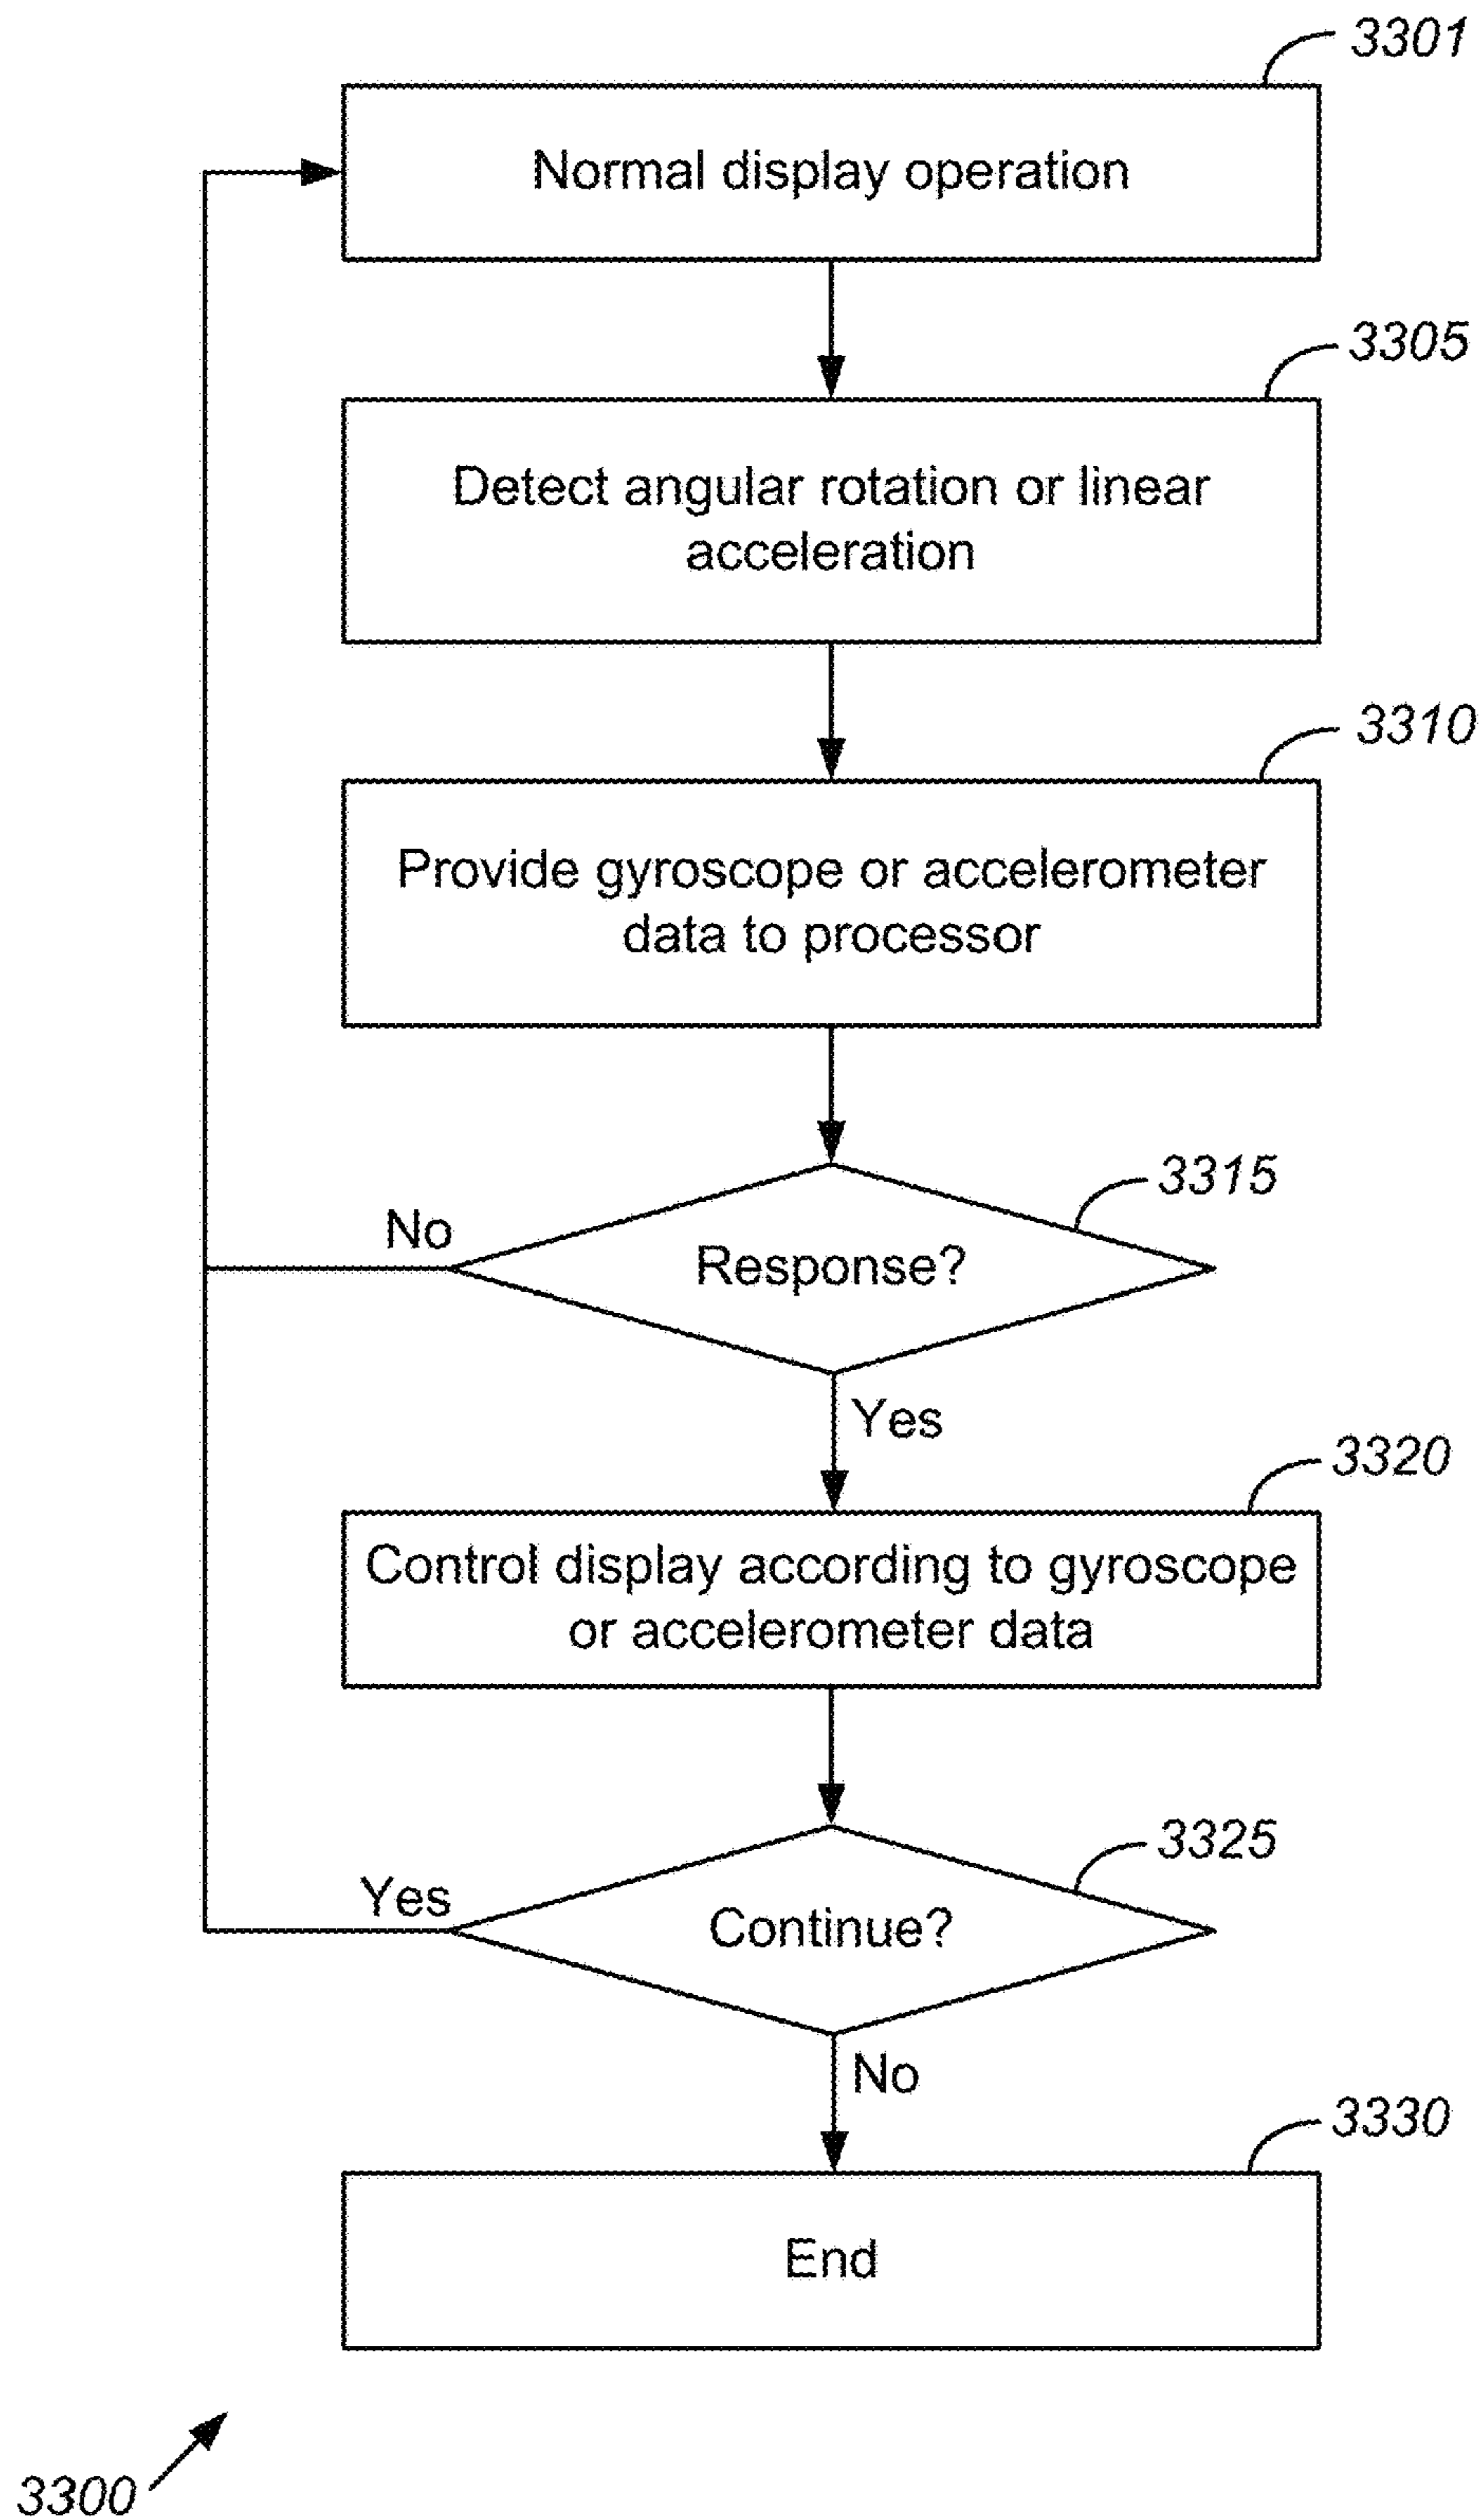 3301
Normal display operation
3305
Detect angular rotation or linear
acceleration
3310
Provide gyroscope or accelerometer
data to processor
3315
No
Response?
Yes
3320
Control display according to gyroscope
or accelerometer data
3325
Yes
Continue?
No
3330
End
3300